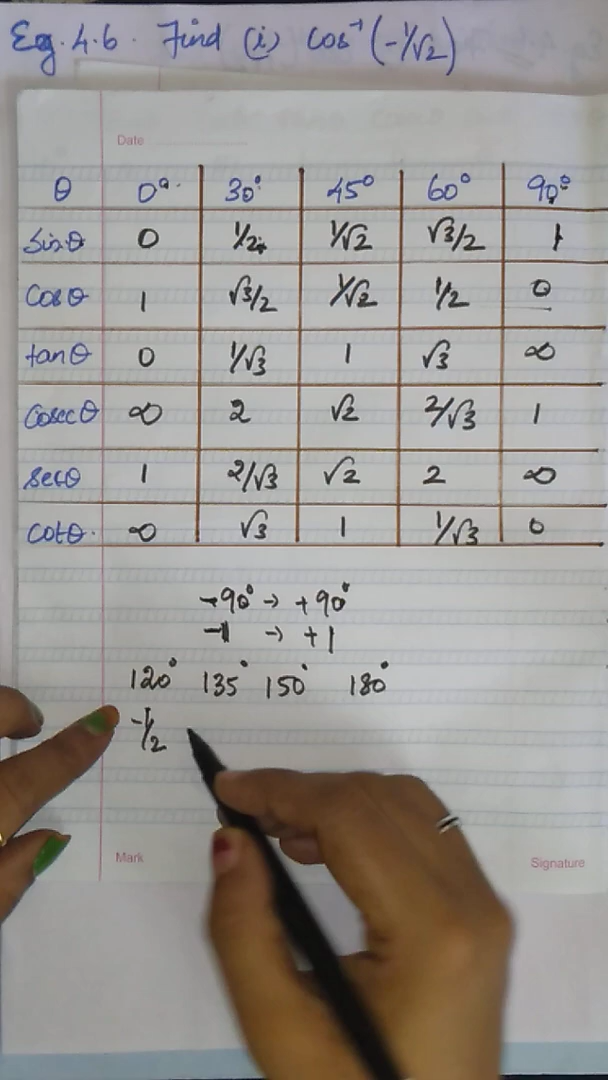 Eg. 4.6. Find (i) cos⁻¹(-1/√2)
Date
θ 0° 30° 45° 60° 90°
sinθ 0 1/2 1/√2 √3/2 1
cosθ 1 √3/2 1/√2 1/2 0
tanθ 0 1/√3 1 √3 ∞
cosecθ ∞ 2 √2 2/√3 1
secθ 1 2/√3 √2 2 ∞
cotθ. ∞ √3 1 1/√3 0
-90° → +90°
-1 → +1
120° 135° 150° 180°
-1/2
Mark Signature